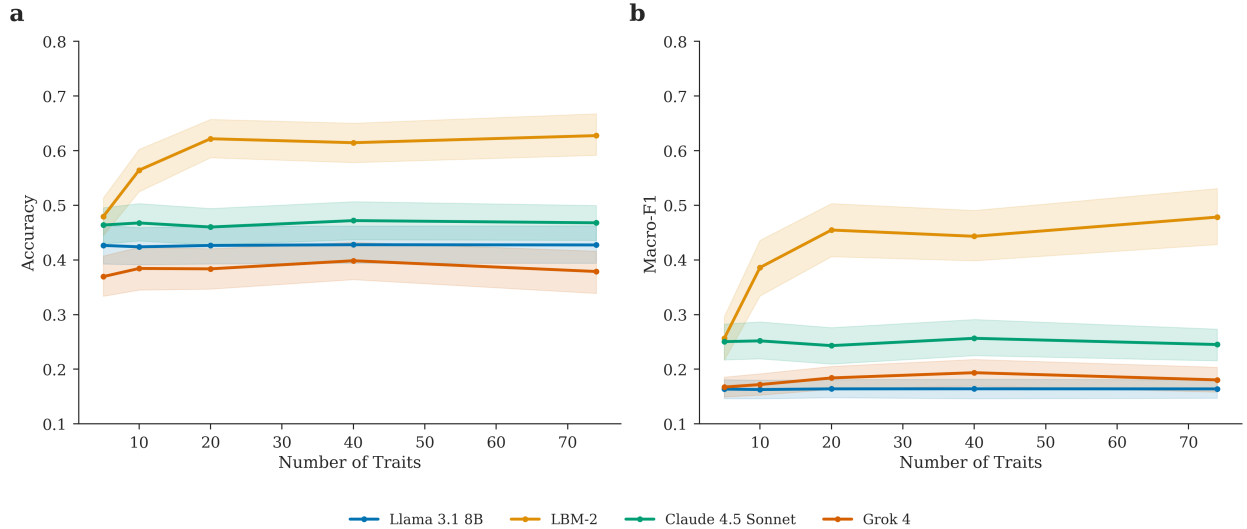 a
0.8
0.7
0.6
0.5
0.4
0.3
0.2
0.1
Accuracy
10 20 30 40 50 60 70
Number of Traits
b
0.8
0.7
0.6
0.5
0.4
0.3
0.2
0.1
Macro-F1
10 20 30 40 50 60 70
Number of Traits
Llama 3.1 8B LBM-2 Claude 4.5 Sonnet Grok 4